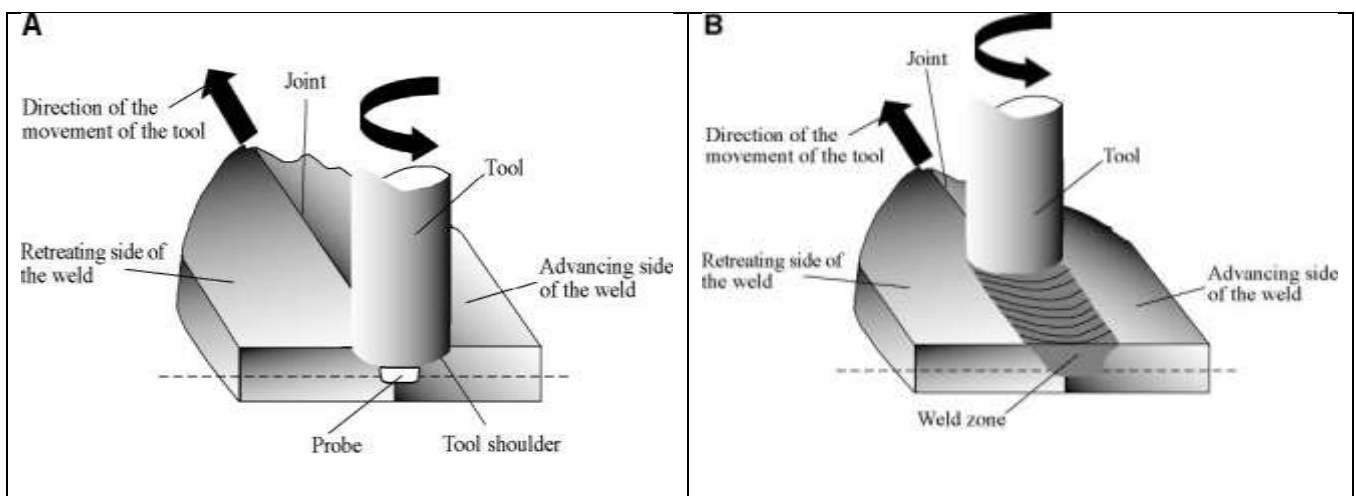 A
Joint
Direction of the
movement of the tool
Tool
Retreating side of
the weld
Advancing side
of the weld
Probe
Tool shoulder
B
Joint
Direction of the
movement of the tool
Tool
Retreating side of
the weld
Advancing side
of the weld
Weld zone